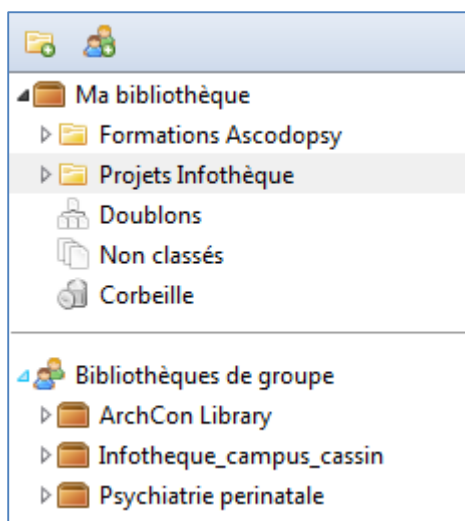 Ma bibliothèque
Formations Ascodopsy
Projets Infothèque
Doublons
Non classés
Corbeille
Bibliothèques de groupe
ArchCon Library
Infotheque_campus_cassin
Psychiatrie perinatale